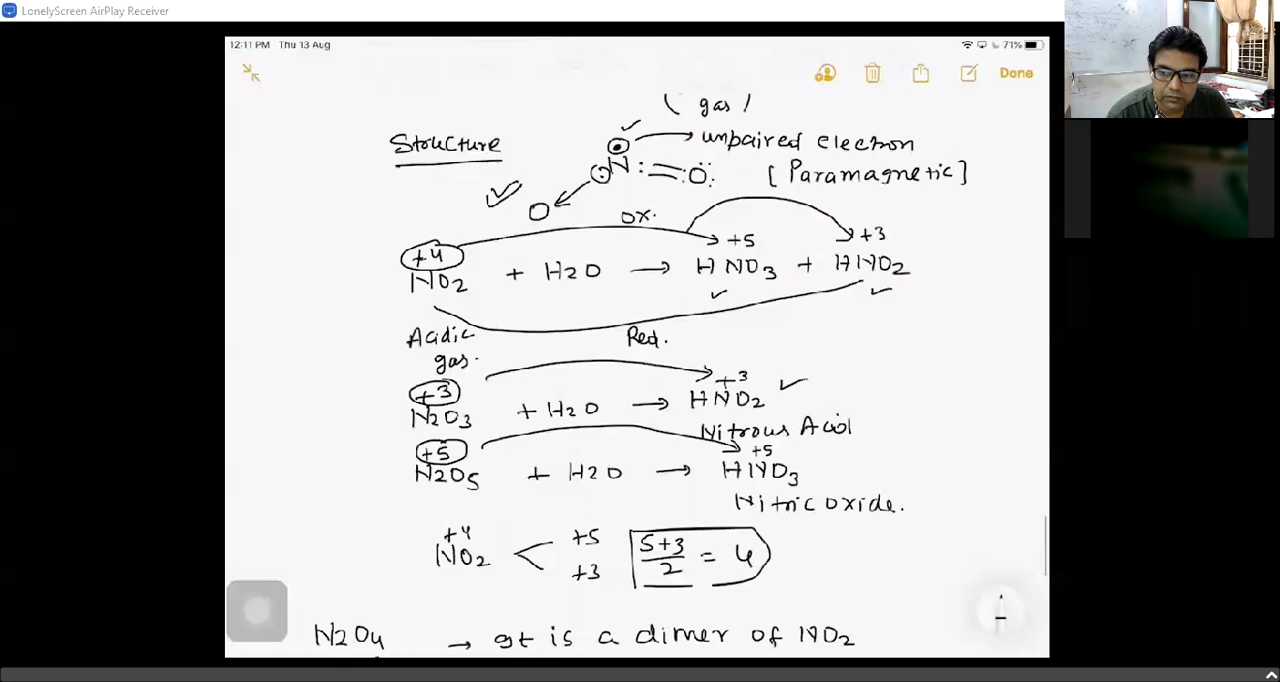 LonelyScreen AirPlay Receiver
12:11 PM Thu 13 Aug
71%
Done
( gas )
Structure
unpaired electron
N = O
[ Paramagnetic ]
O
ox.
+4 +5 +3
NO2 + H2O → HNO3 + HNO2
Acidic gas.
Red.
+3 +3
N2O3 + H2O → HNO2
Nitrous Acid
+5 +5
N2O5 + H2O → HNO3
Nitric oxide.
+4 +5 5+3
NO2 < +3 2 = 4
N2O4 → It is a dimer of NO2